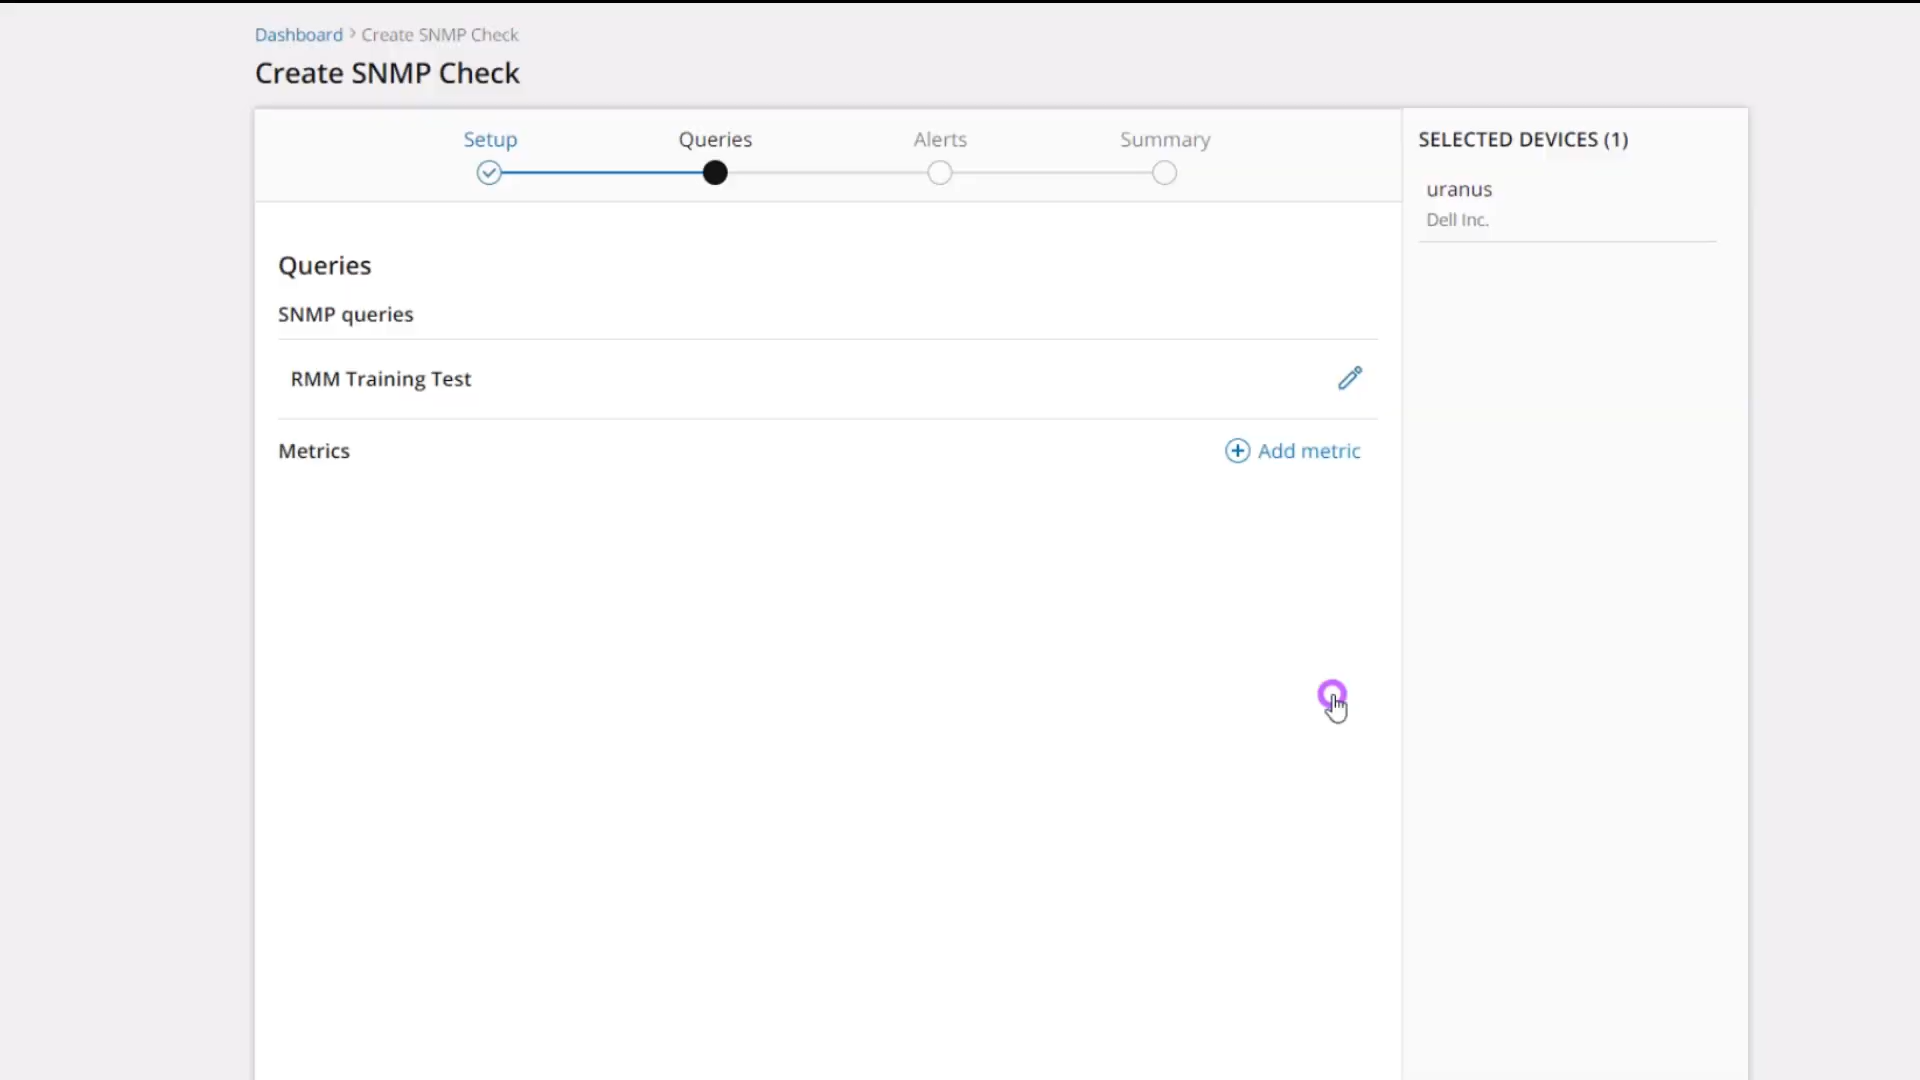 Dashboard > Create SNMP Check
Create SNMP Check
Setup
Queries
Alerts
Summary
SELECTED DEVICES (1)
uranus
Dell Inc.
Queries
SNMP queries
RMM Training Test
Metrics
Add metric